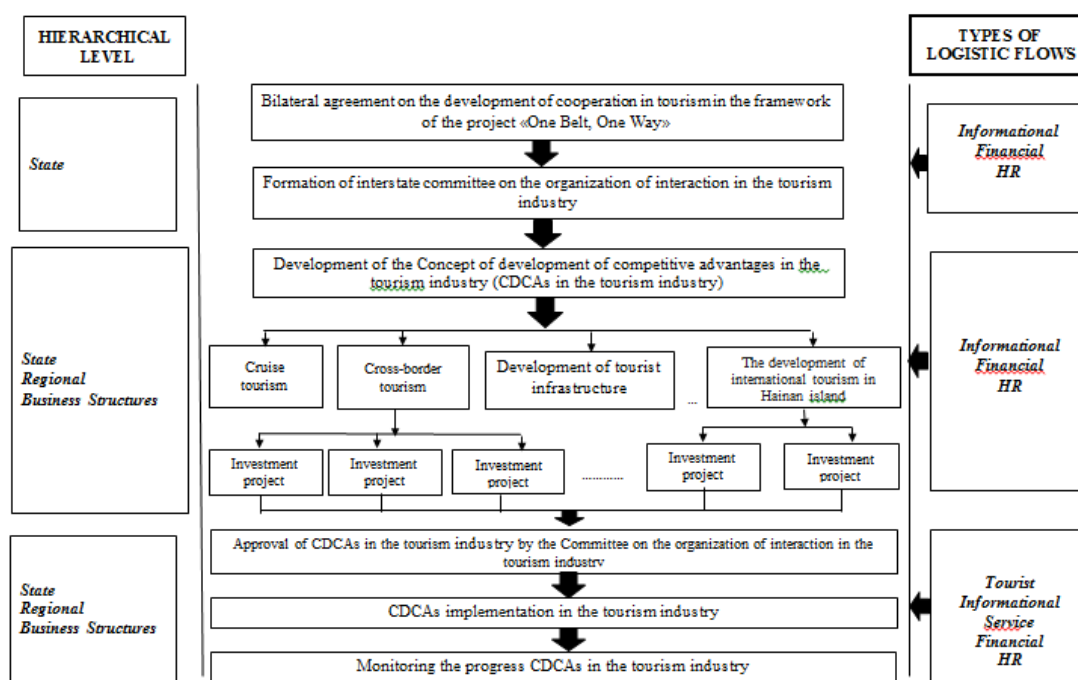 HIERARCHICAL
LEVEL
TYPES OF
LOGISTIC FLOWS
Bilateral agreement on the development of cooperation in tourism in the framework
of the project «One Belt, One Way»
State
Informational
Financial
HR
Formation of interstate committee on the organization of interaction in the tourism
industry
Development of the Concept of development of competitive advantages in the
tourism industry (CDCAs in the tourism industry)
State
Regional
Business Structures
Cruise
tourism
Cross-border
tourism
Development of tourist
infrastructure
...
The development of
international tourism in
Hainan island
Informational
Financial
HR
Investment
project
Investment
project
Investment
project
.............
Investment
project
Investment
project
Approval of CDCAs in the tourism industry by the Committee on the organization of interaction in the
tourism industry
State
Regional
Business Structures
CDCAs implementation in the tourism industry
Tourist
Informational
Service
Financial
HR
Monitoring the progress CDCAs in the tourism industry